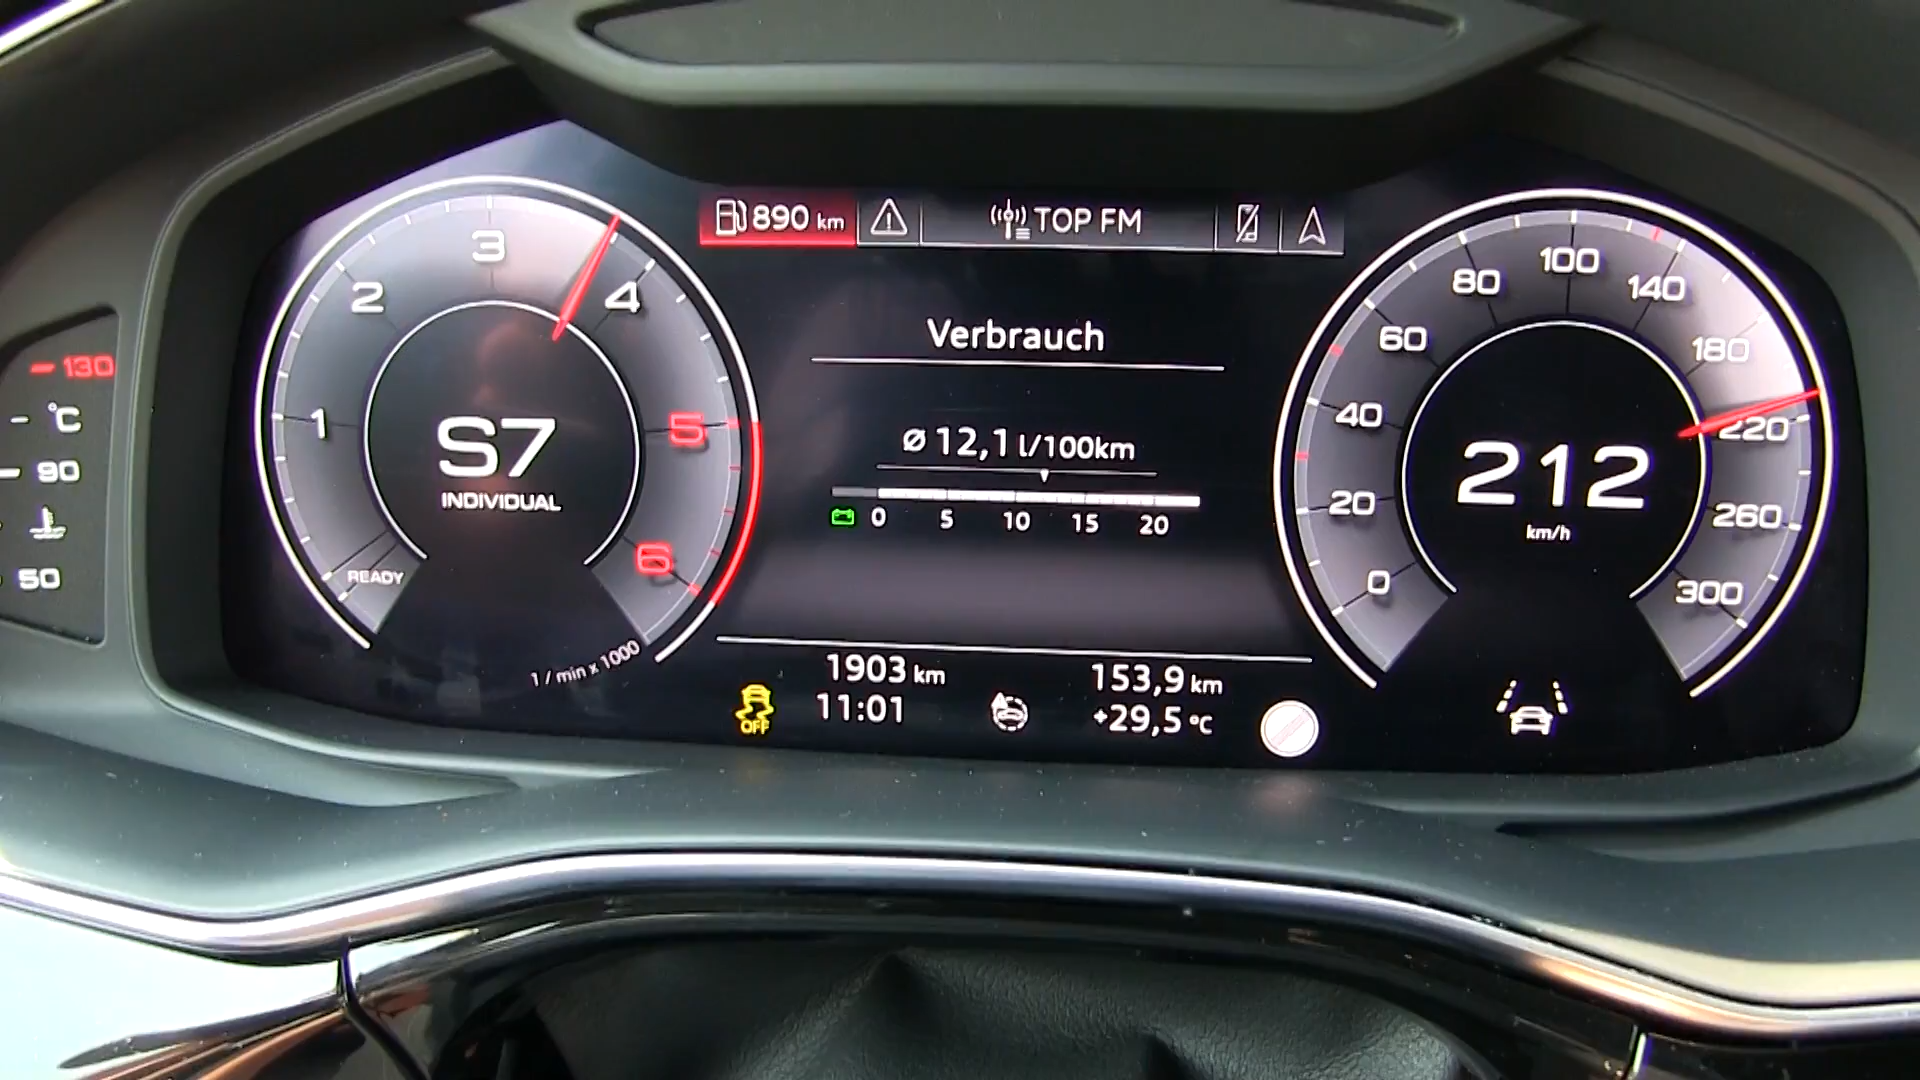 130
°C
90
50
1
2
3
4
5
6
READY
S7
INDIVIDUAL
1 / min x 1000
890 km
TOP FM
Verbrauch
ø 12,1 l/100km
0 5 10 15 20
1903 km
11:01
153,9 km
+29,5 °C
OFF
0
20
40
60
80
100
140
180
220
260
300
212
km/h